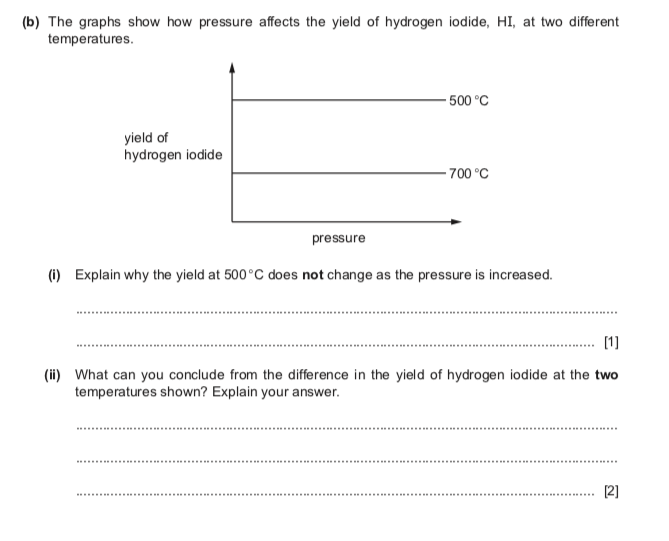 (b) The graphs show how pressure affects the yield of hydrogen iodide, HI, at two different
temperatures.
500 °C
yield of
hydrogen iodide
700 °C
pressure
(i) Explain why the yield at 500 °C does not change as the pressure is increased.
[1]
(ii) What can you conclude from the difference in the yield of hydrogen iodide at the two
temperatures shown? Explain your answer.
[2]